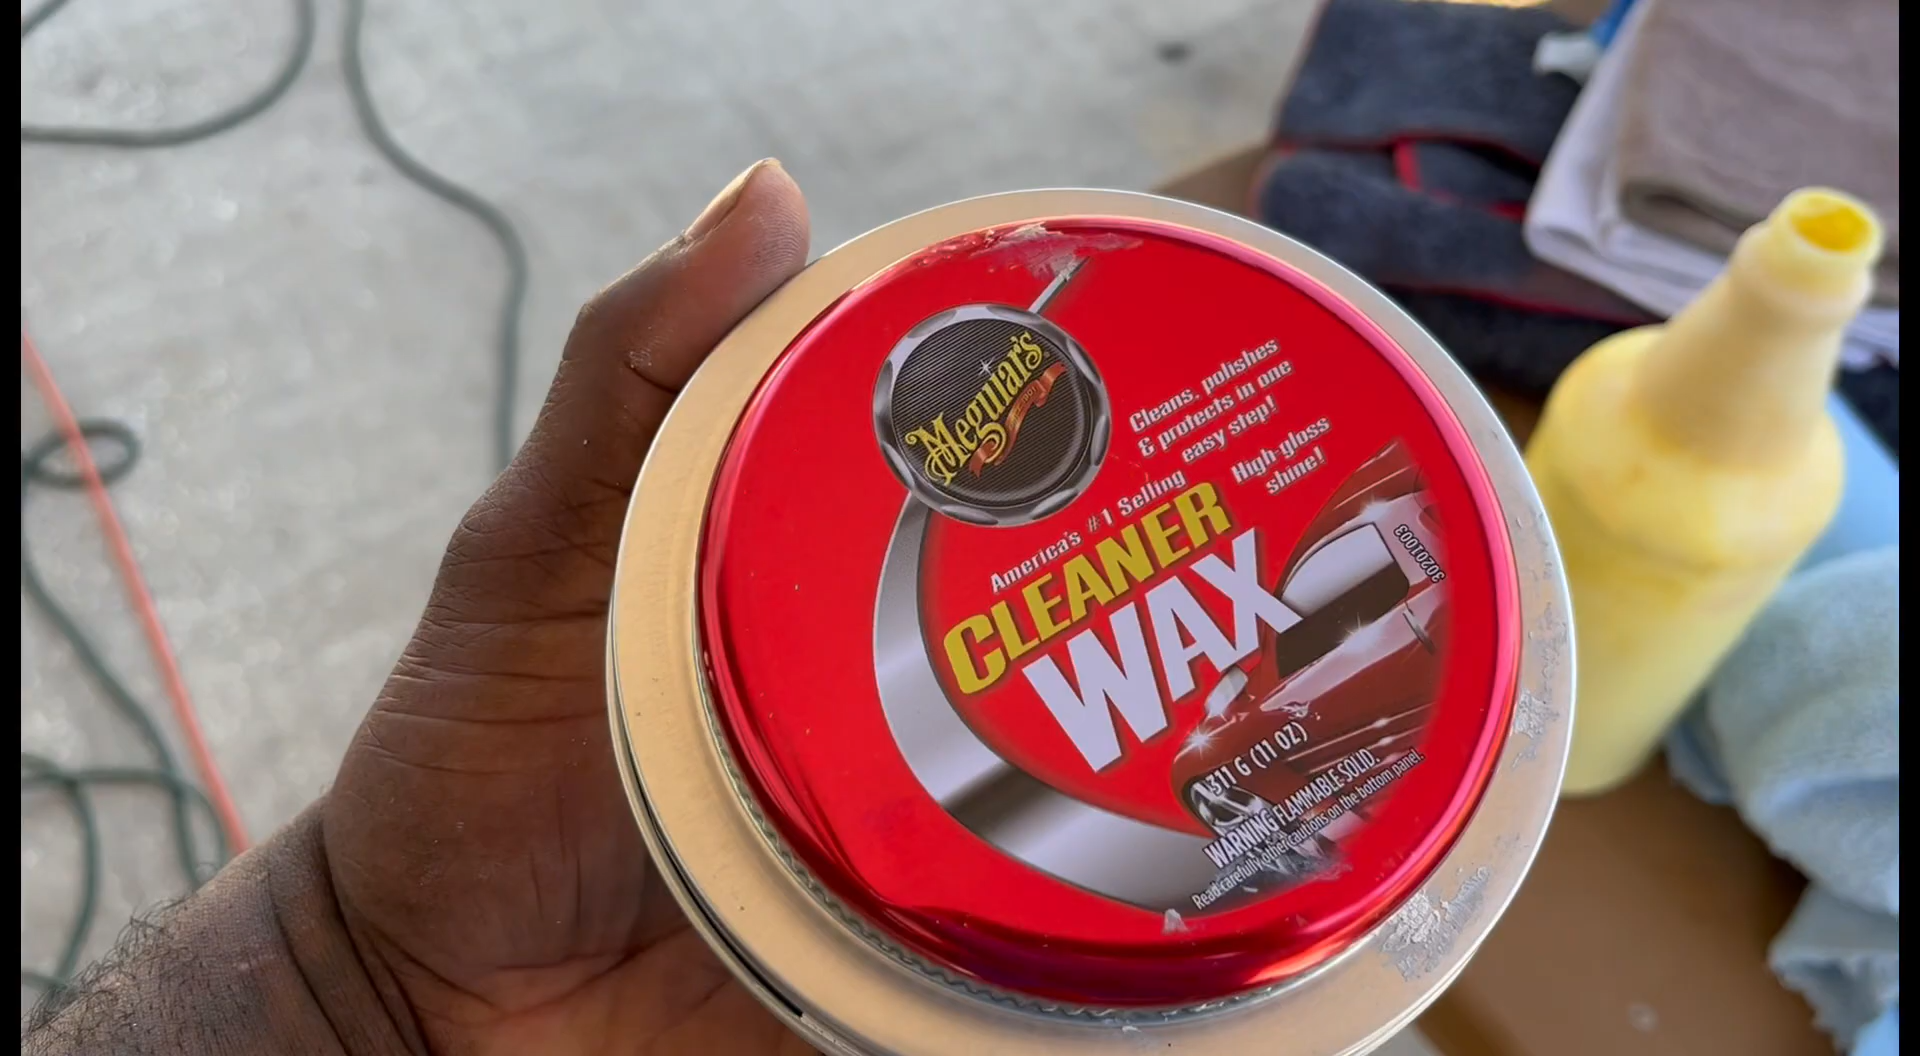 Meguiar's
Cleans, polishes
& protects in one
easy step!
High-gloss
shine!
America's #1 Selling
CLEANER
WAX
30201003
311 G (11 OZ)
WARNING FLAMMABLE SOLID.
Read carefully other cautions on the bottom panel.